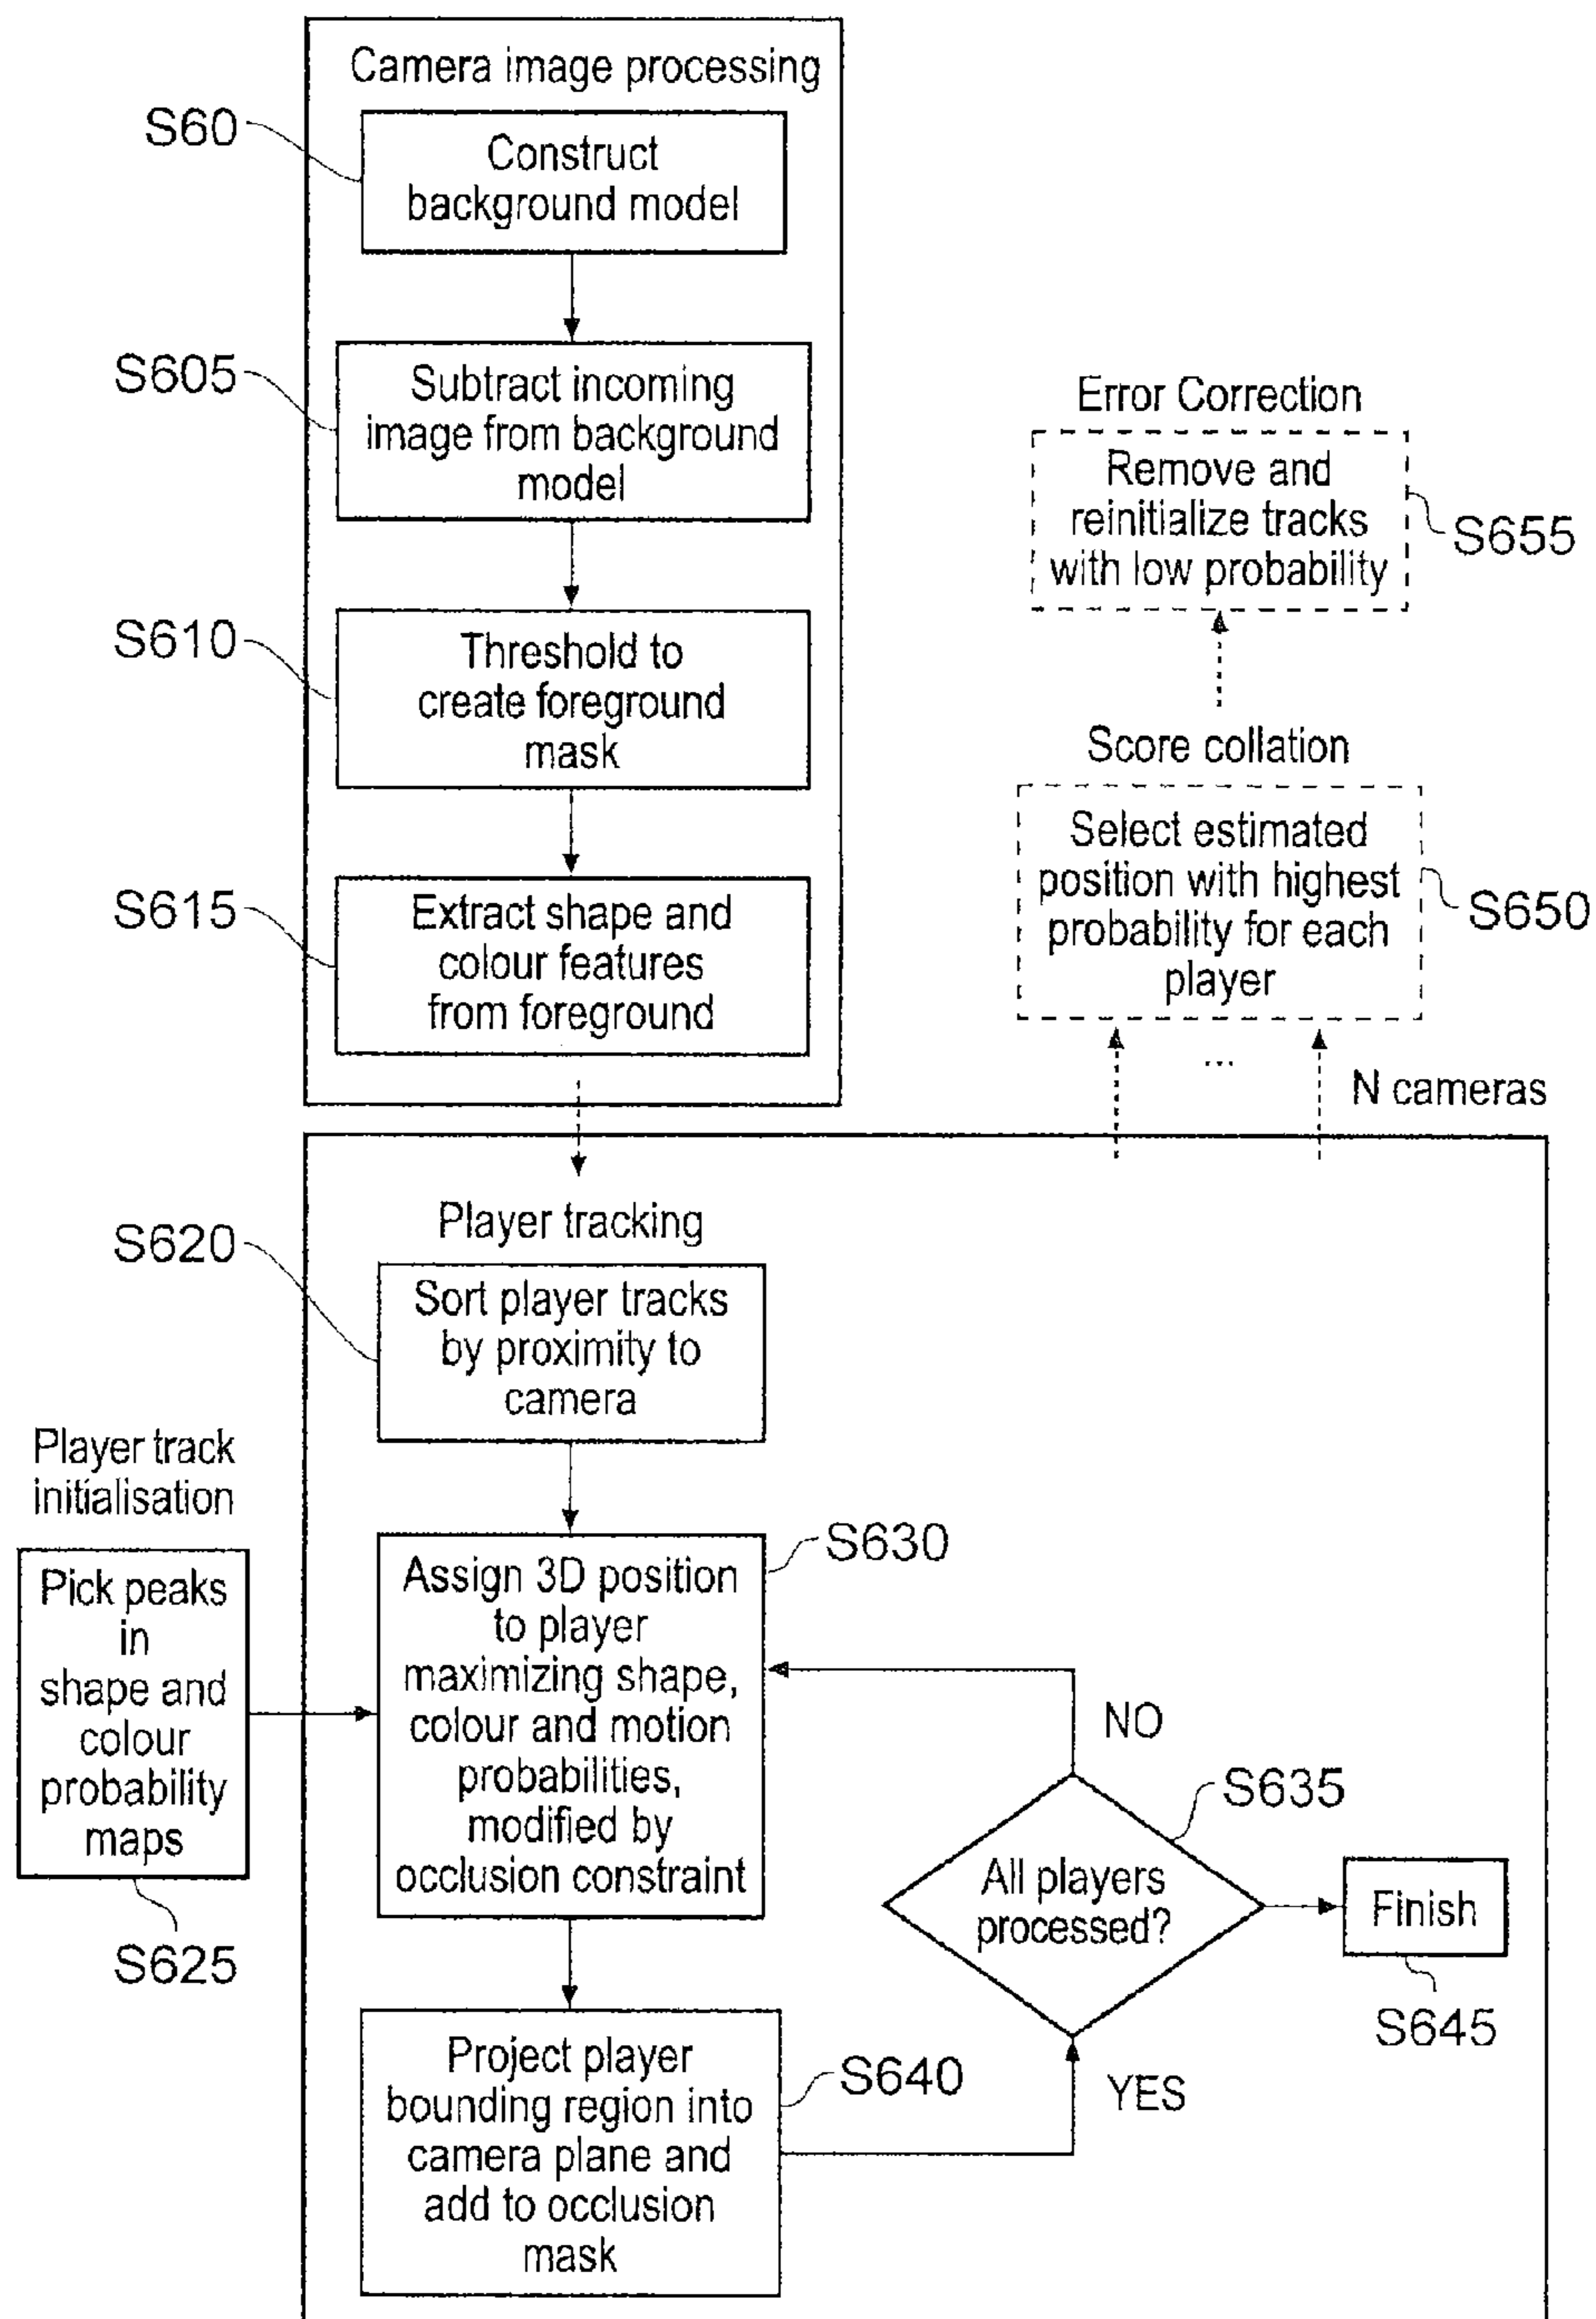 Camera image processing
S60
Construct
background model
S605
Subtract incoming
image from background
model
S610
Threshold to
create foreground
mask
S615
Extract shape and
colour features
from foreground
Error Correction
Remove and
reinitialize tracks
with low probability
S655
Score collation
Select estimated
position with highest
probability for each
player
S650
...
N cameras
Player tracking
S620
Sort player tracks
by proximity to
camera
Player track
initialisation
Pick peaks
in
shape and
colour
probability
maps
S625
S630
Assign 3D position
to player
maximizing shape,
colour and motion
probabilities,
modified by
occlusion constraint
NO
S635
All players
processed?
Finish
S645
YES
S640
Project player
bounding region into
camera plane and
add to occlusion
mask